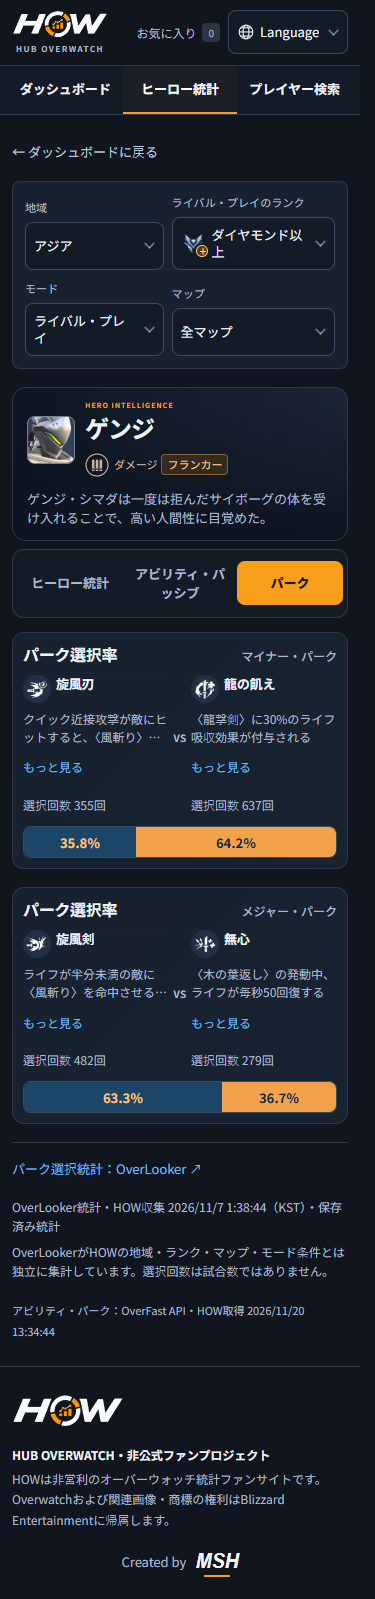 HOW
HUB OVERWATCH
お気に入り 0
Language
ダッシュボード
ヒーロー統計
プレイヤー検索
← ダッシュボードに戻る
地域
ライバル・プレイのランク
アジア
ダイヤモンド以
上
モード
マップ
ライバル・プレ
イ
全マップ
HERO INTELLIGENCE
ゲンジ
ダメージ フランカー
ゲンジ・シマダは一度は拒んだサイボーグの体を受
け入れることで、高い人間性に目覚めた。
ヒーロー統計
アビリティ・パ
ッシブ
パーク
パーク選択率
マイナー・パーク
旋風刃
クイック近接攻撃が敵にヒ
ットすると、〈風斬り〉…
もっと見る
選択回数 355回
VS
龍の飢え
〈龍撃剣〉に30%のライフ
吸収効果が付与される
もっと見る
選択回数 637回
35.8%
64.2%
パーク選択率
メジャー・パーク
旋風剣
ライフが半分未満の敵に
〈風斬り〉を命中させる…
もっと見る
選択回数 482回
VS
無心
〈木の葉返し〉の発動中、
ライフが毎秒50回復する
もっと見る
選択回数 279回
63.3%
36.7%
パーク選択統計：OverLooker ↗
OverLooker統計・HOW収集 2026/11/7 1:38:44（KST）・保存
済み統計
OverLookerがHOWの地域・ランク・マップ・モード条件とは
独立に集計しています。選択回数は試合数ではありません。
アビリティ・パーク：OverFast API・HOW取得 2026/11/20
13:34:44
HOW
HUB OVERWATCH・非公式ファンプロジェクト
HOWは非営利のオーバーウォッチ統計ファンサイトです。
Overwatchおよび関連画像・商標の権利はBlizzard
Entertainmentに帰属します。
Created by MSH